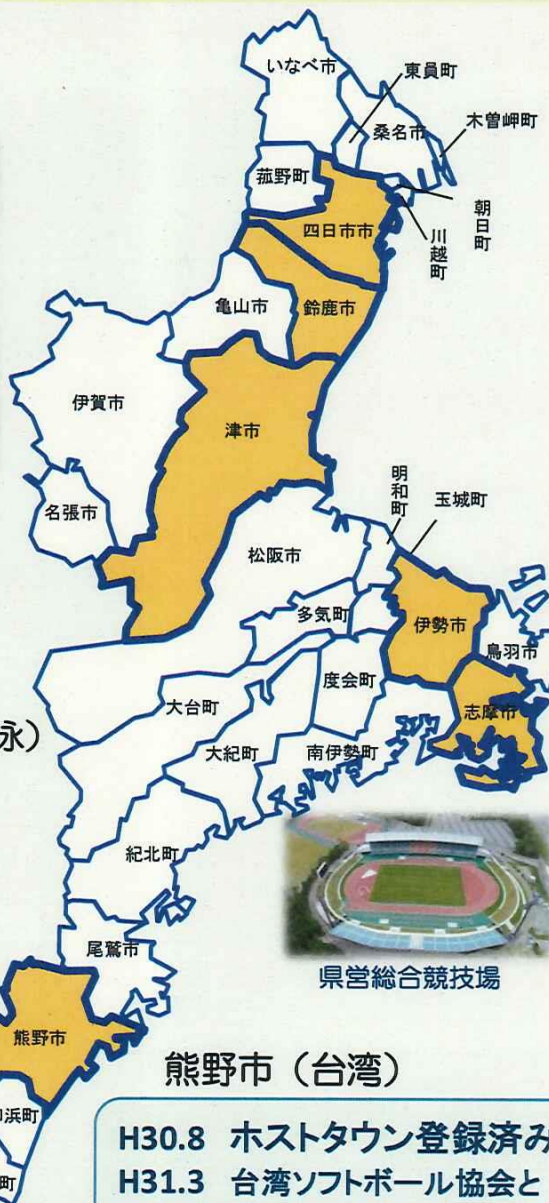 いなべ市
東員町
桑名市
木曽岬町
菰野町
朝日町
川越町
四日市市
亀山市
鈴鹿市
伊賀市
津市
名張市
明和町
玉城町
松阪市
多気町
伊勢市
鳥羽市
度会町
志摩市
大台町
永）
大紀町
南伊勢町
紀北町
尾鷲市
県営総合競技場
熊野市
熊野市（台湾）
浜町
町
H30.8 ホストタウン登録済み
H31.3 台湾ソフトボール協会と